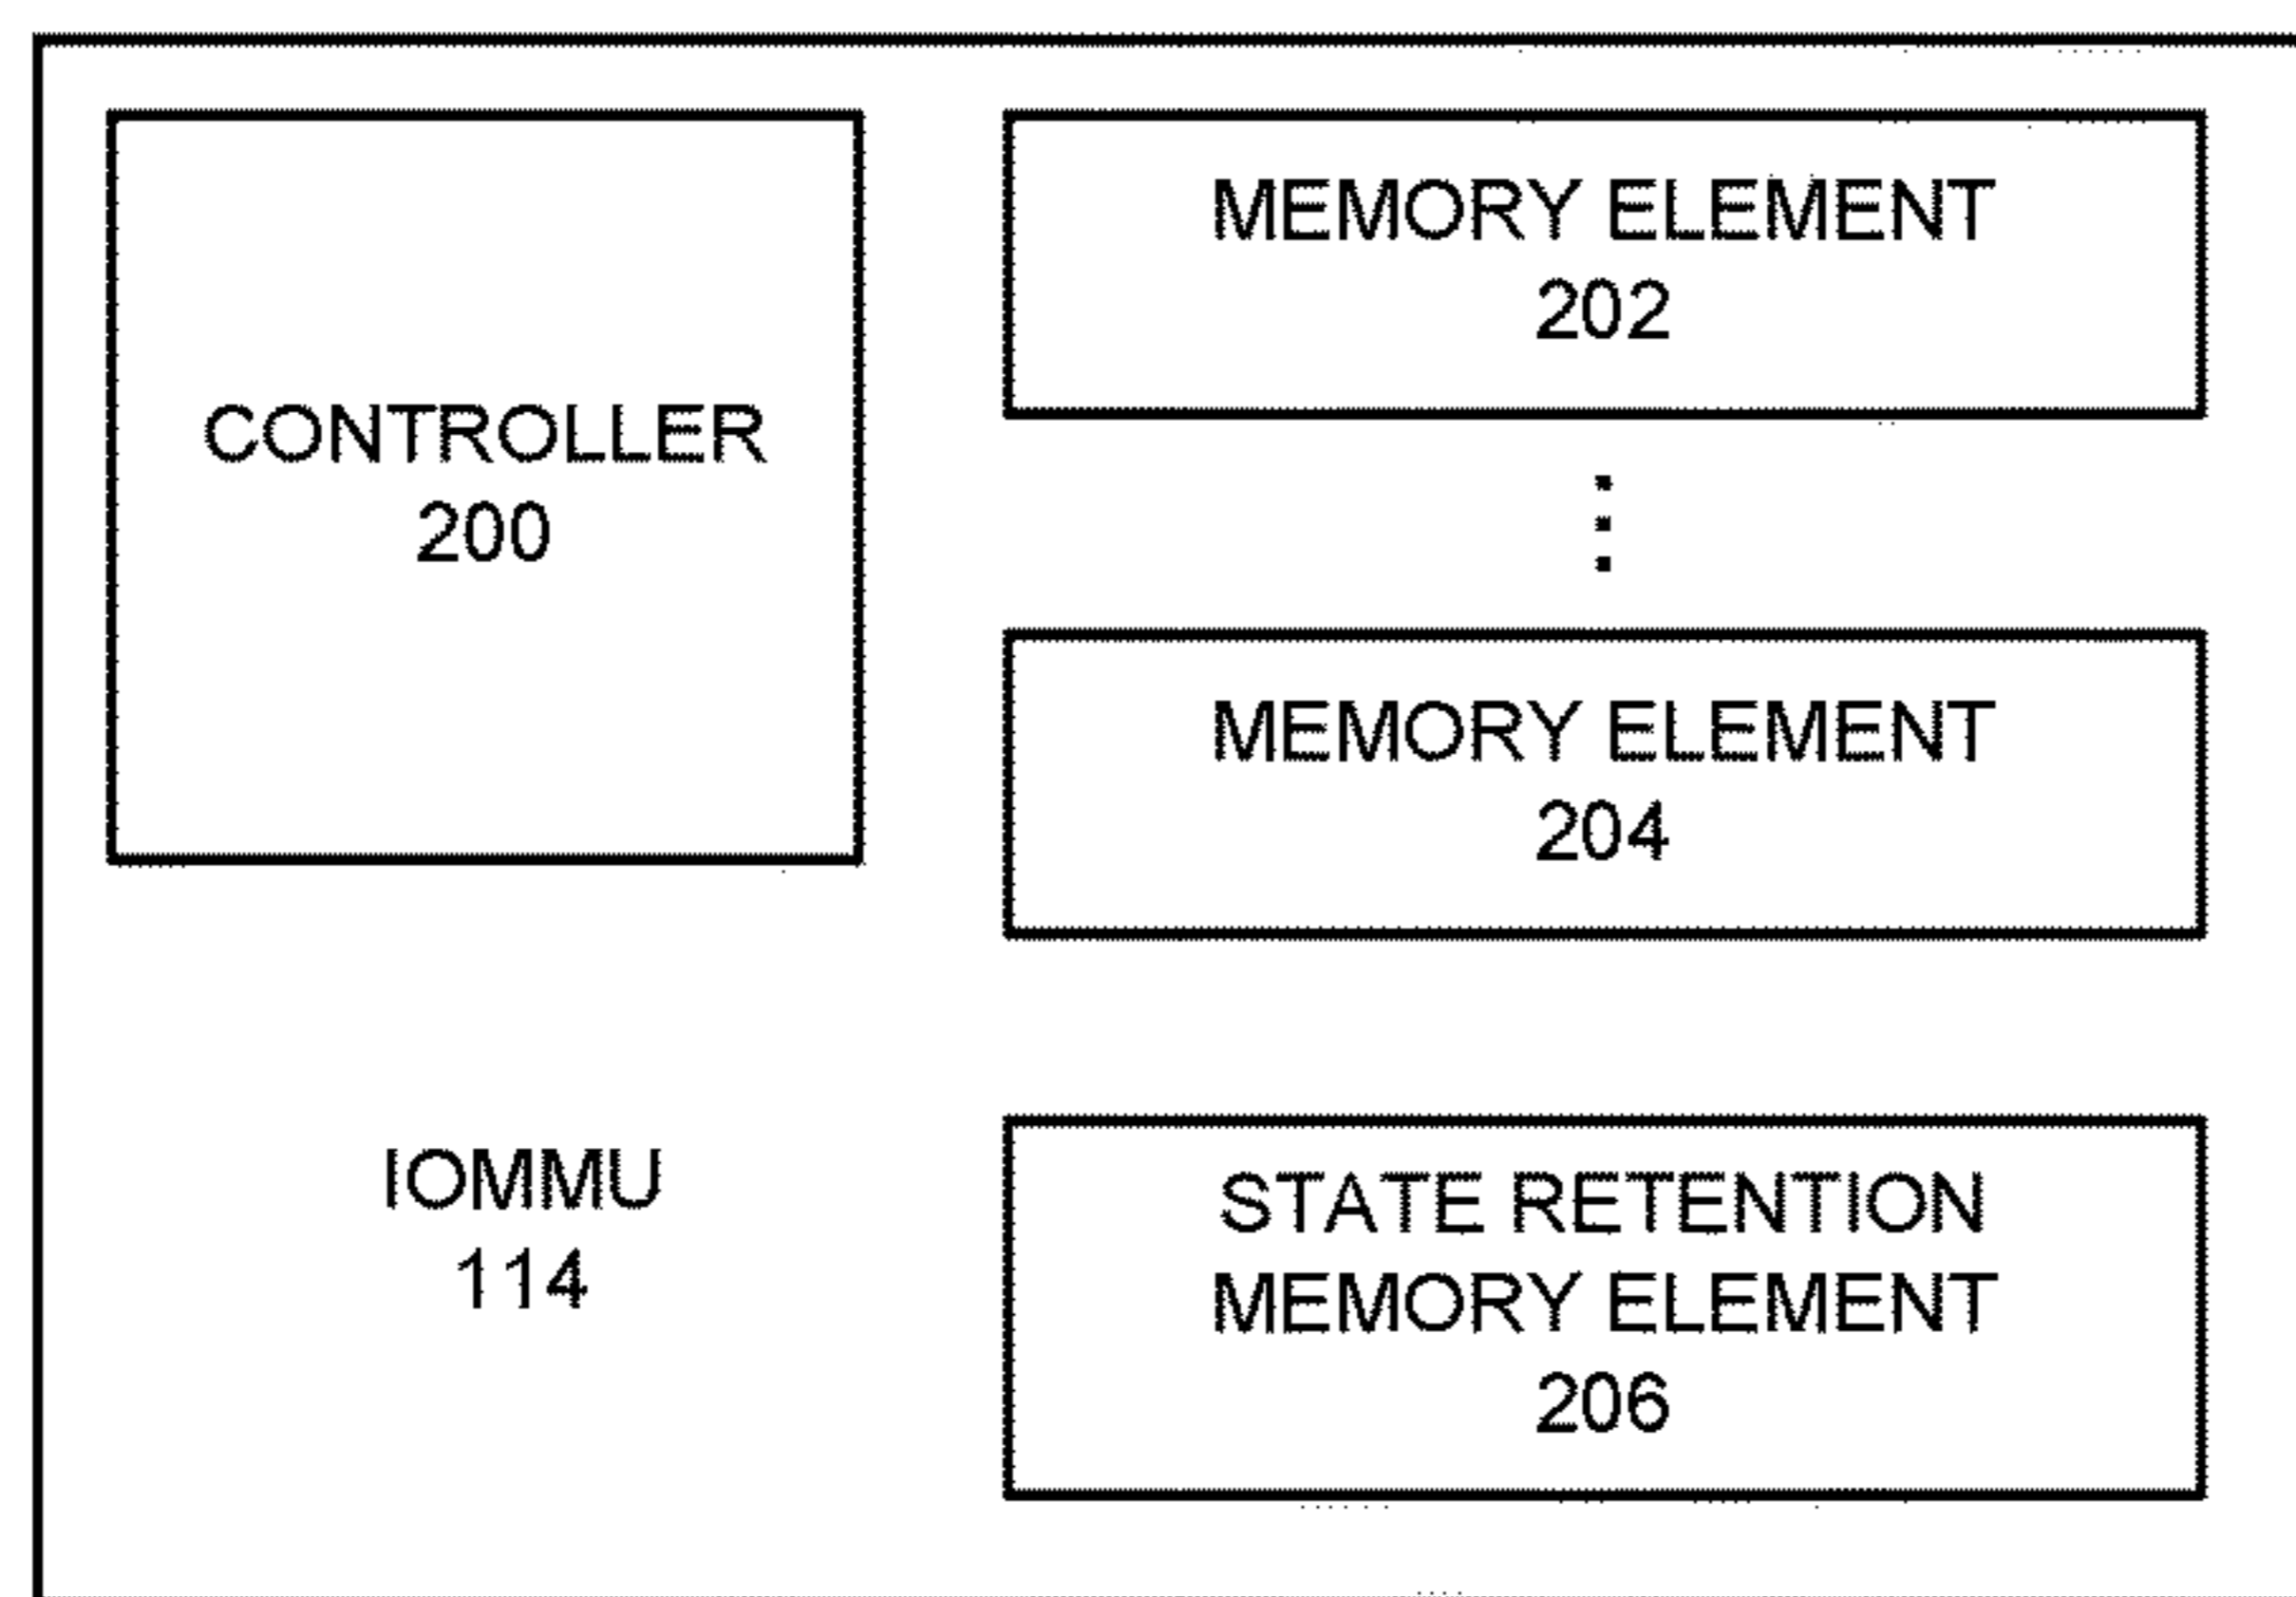 CONTROLLER
200
MEMORY ELEMENT
202
MEMORY ELEMENT
204
IOMMU
114
STATE RETENTION
MEMORY ELEMENT
206